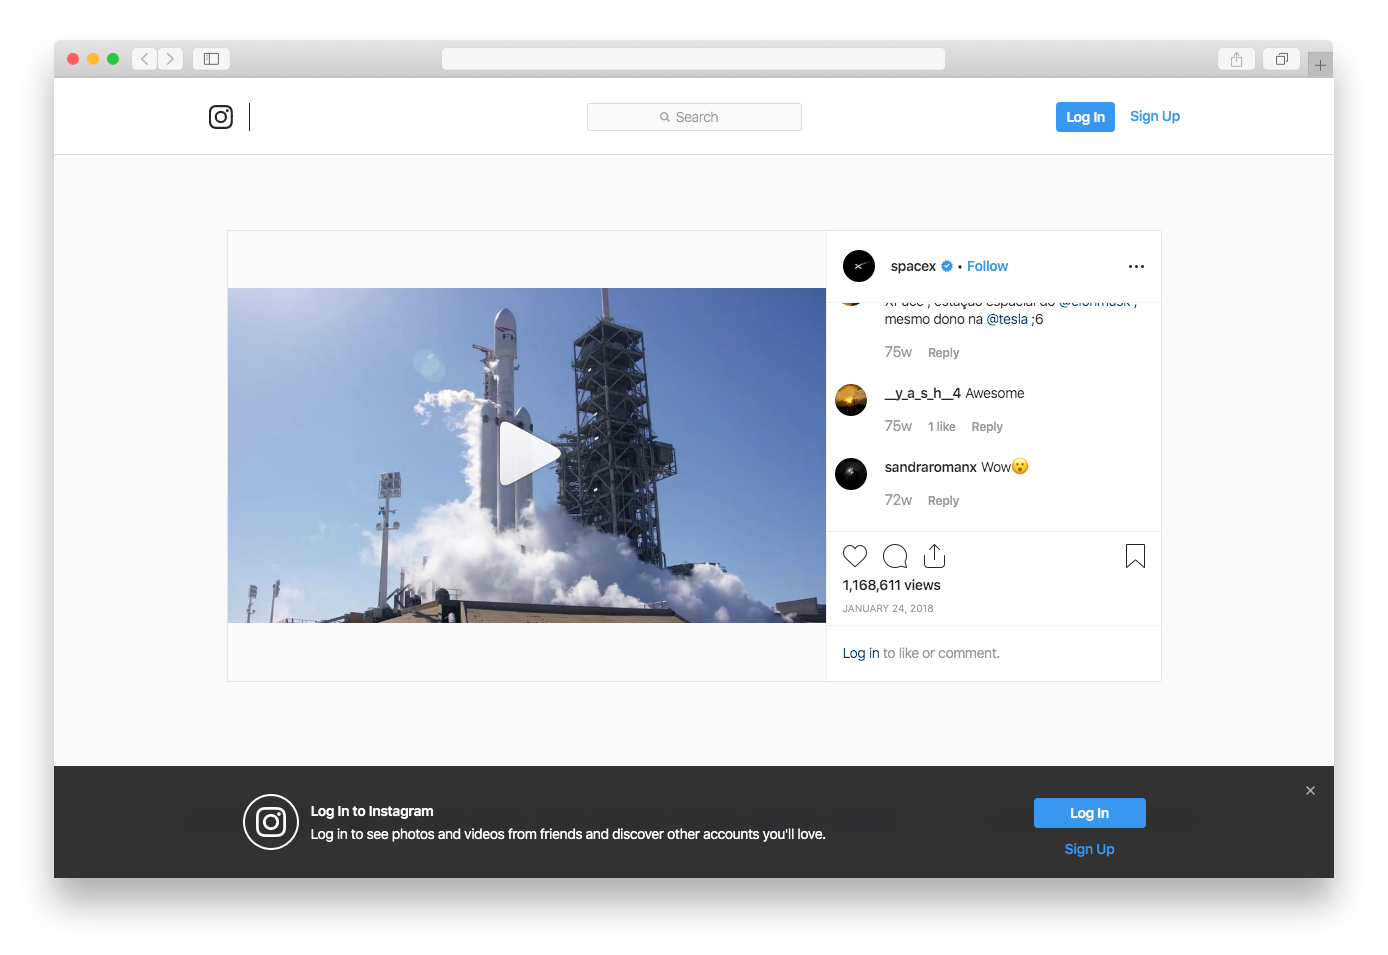 Search
Log In
Sign Up
spacex • Follow
mesmo dono na @tesla ;6
75w Reply
__y_a_s_h__4 Awesome
75w 1 like Reply
sandraromanx Wow😮
72w Reply
1,168,611 views
JANUARY 24, 2018
Log in to like or comment.
Log In to Instagram
Log in to see photos and videos from friends and discover other accounts you'll love.
Log In
Sign Up